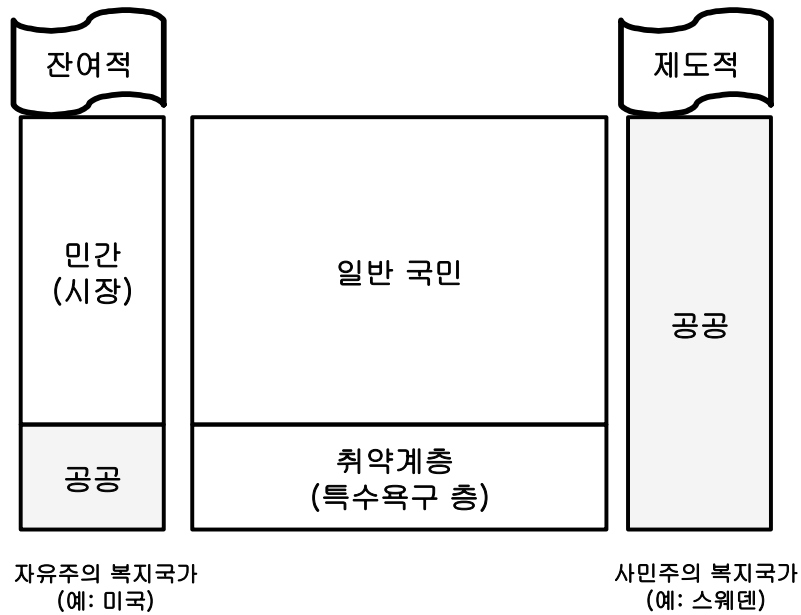 잔여적
제도적
민간
(시장)
일반 국민
공공
공공
취약계층
(특수욕구 층)
자유주의 복지국가
(예: 미국)
사민주의 복지국가
(예: 스웨덴)